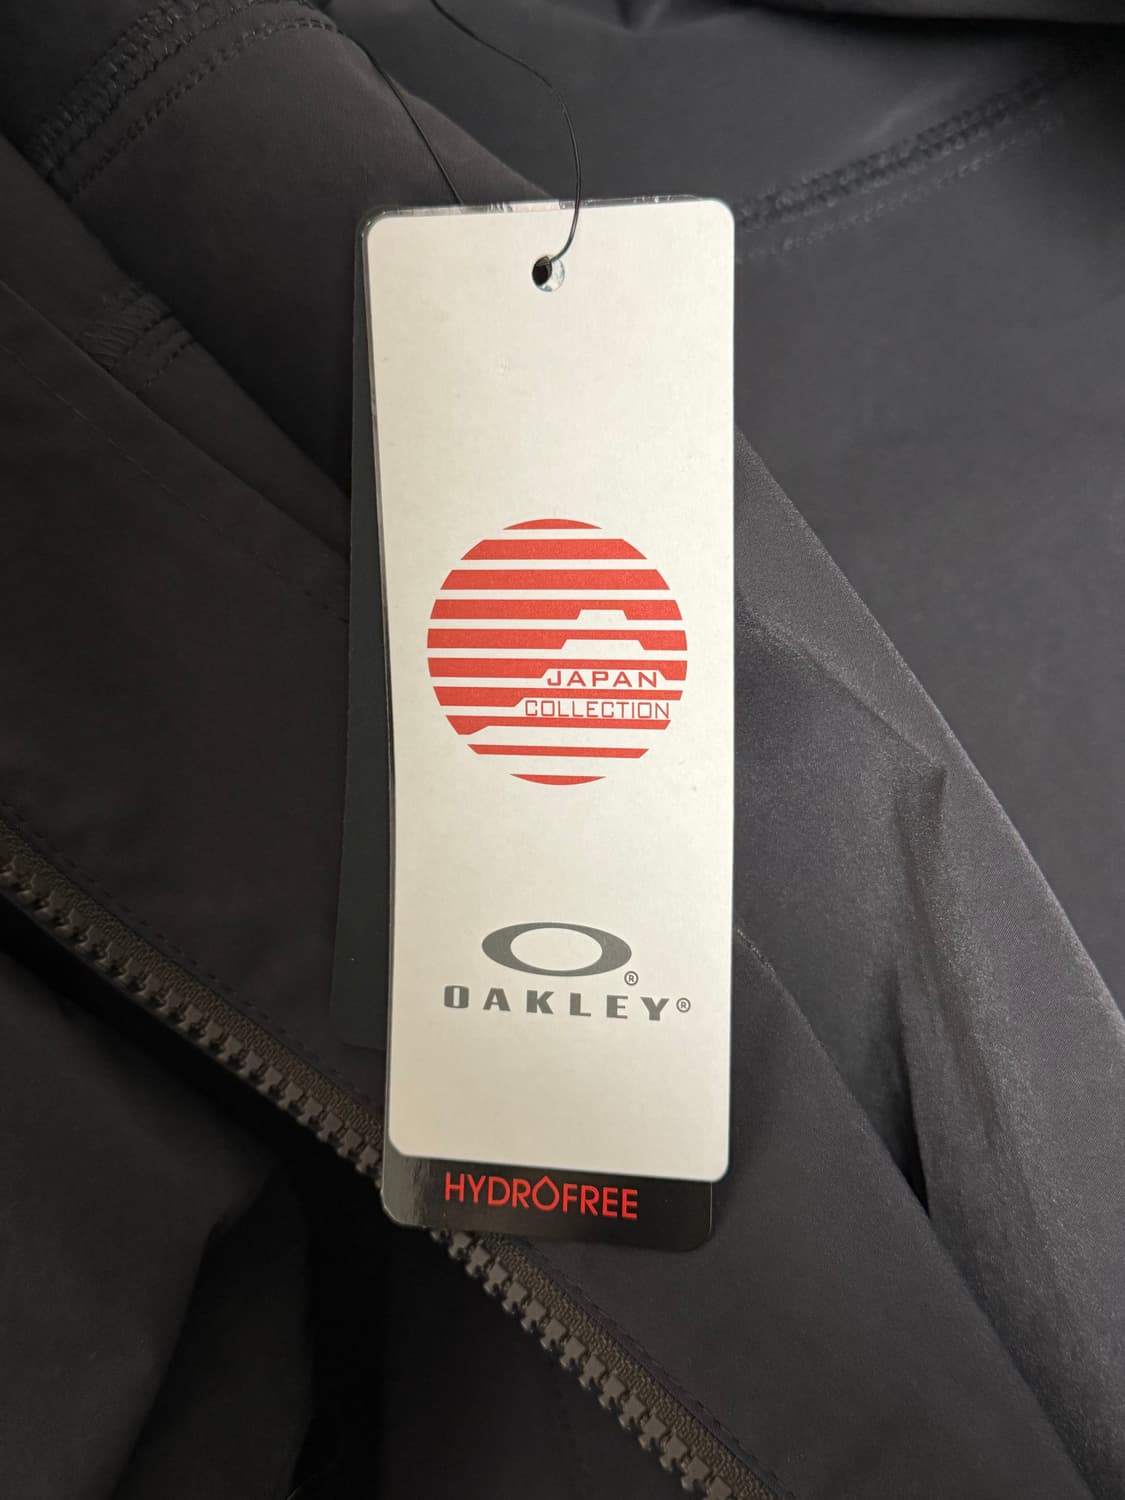 JAPAN
COLLECTION
®
OAKLEY®
HYDROFREE